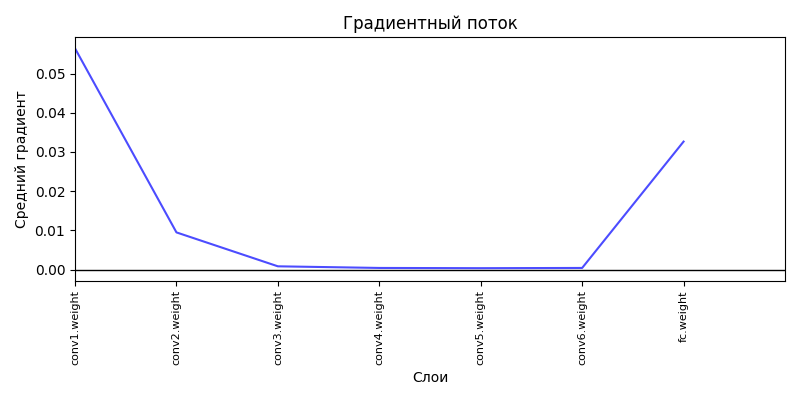 Градиентный поток
Средний градиент
0.05
0.04
0.03
0.02
0.01
0.00
conv1.weight
conv2.weight
conv3.weight
conv4.weight
conv5.weight
conv6.weight
fc.weight
Слои